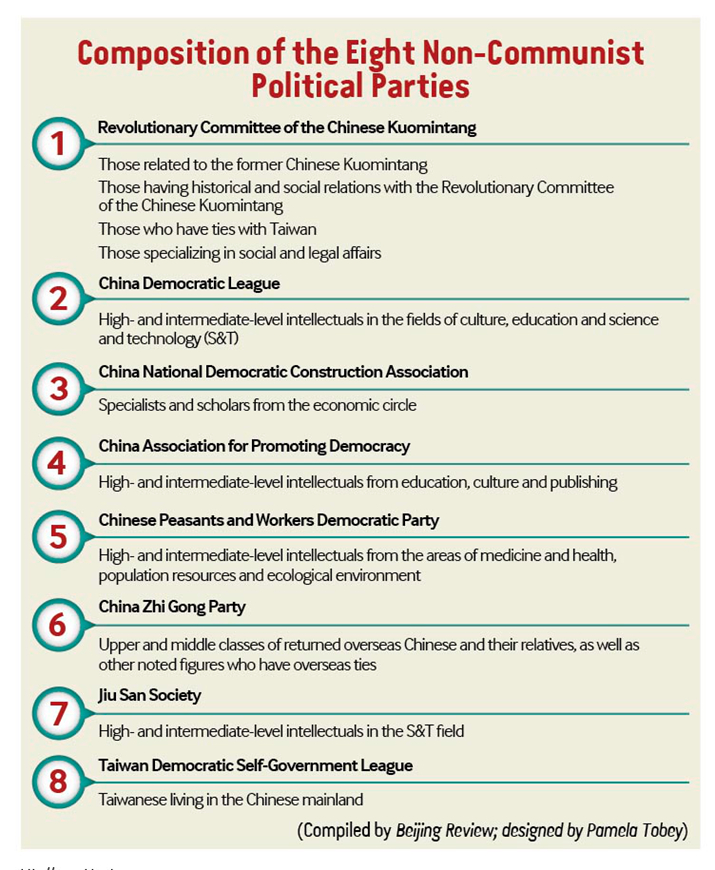 Composition of the Eight Non-Communist
Political Parties
1
Revolutionary Committee of the Chinese Kuomintang
Those related to the former Chinese Kuomintang
Those having historical and social relations with the Revolutionary Committee
of the Chinese Kuomintang
Those who have ties with Taiwan
Those specializing in social and legal affairs
2
China Democratic League
High- and intermediate-level intellectuals in the fields of culture, education and science
and technology (S&T)
3
China National Democratic Construction Association
Specialists and scholars from the economic circle
4
China Association for Promoting Democracy
High- and intermediate-level intellectuals from education, culture and publishing
5
Chinese Peasants and Workers Democratic Party
High- and intermediate-level intellectuals from the areas of medicine and health,
population resources and ecological environment
6
China Zhi Gong Party
Upper and middle classes of returned overseas Chinese and their relatives, as well as
other noted figures who have overseas ties
7
Jiu San Society
High- and intermediate-level intellectuals in the S&T field
8
Taiwan Democratic Self-Government League
Taiwanese living in the Chinese mainland
(Compiled by Beijing Review; designed by Pamela Tobey)